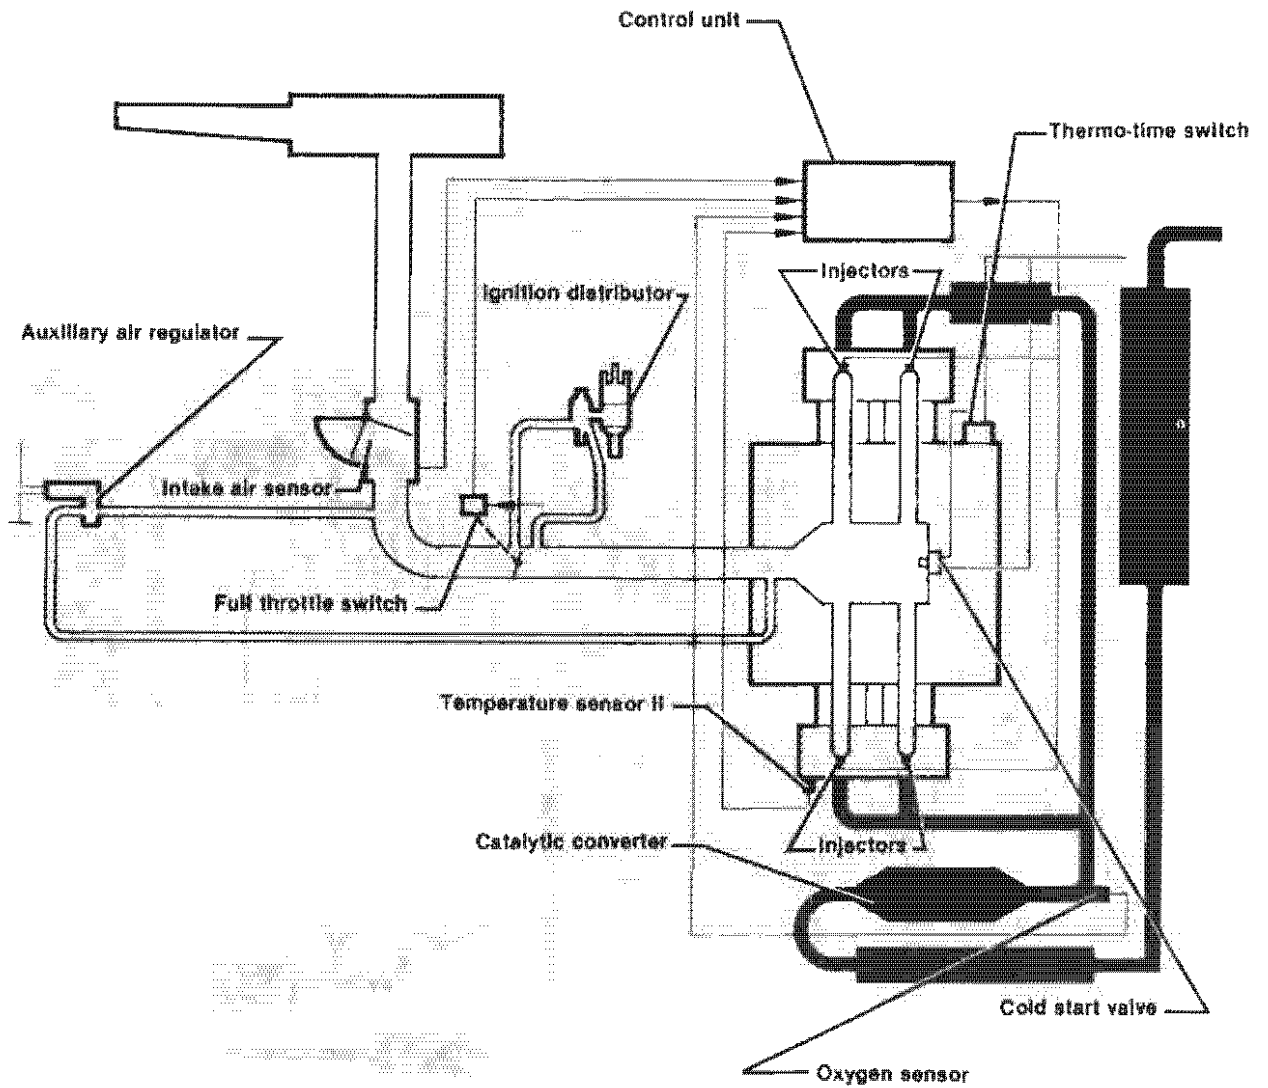 Control unit
Thermo-time switch
Injectors
Ignition distributor
Auxiliary air regulator
Intake air sensor
Full throttle switch
Temperature sensor II
Catalytic converter
Injectors
Cold start valve
Oxygen sensor